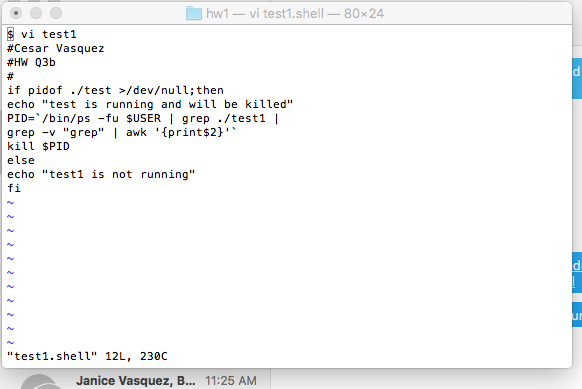 hw1 — vi test1.shell — 80×24
$ vi test1
#Cesar Vasquez
#HW Q3b
#
if pidof ./test >/dev/null;then
echo "test is running and will be killed"
PID=`/bin/ps -fu $USER | grep ./test1 |
grep -v "grep" | awk '{print$2}'`
kill $PID
else
echo "test1 is not running"
fi
~
~
~
~
~
~
~
~
~
~
~
"test1.shell" 12L, 230C
Janice Vasquez, B... 11:25 AM